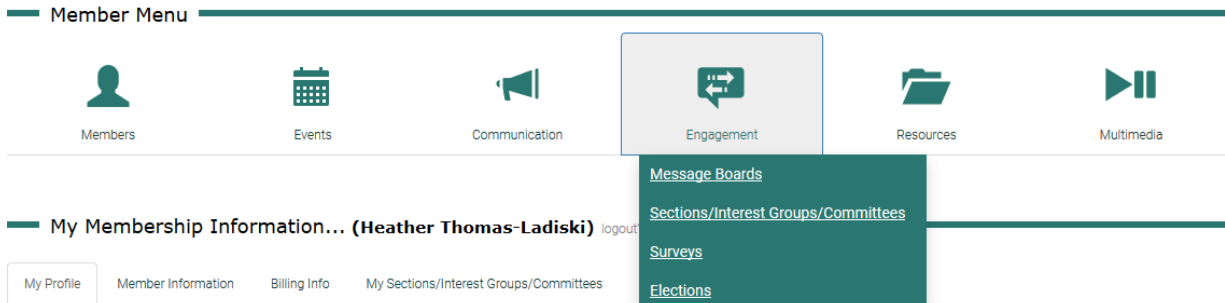 Member Menu
Members Events Communication Engagement Resources Multimedia
Message Boards
Sections/Interest Groups/Committees
My Membership Information... (Heather Thomas-Ladiski) logout
Surveys
My Profile Member Information Billing Info My Sections/Interest Groups/Committees
Elections